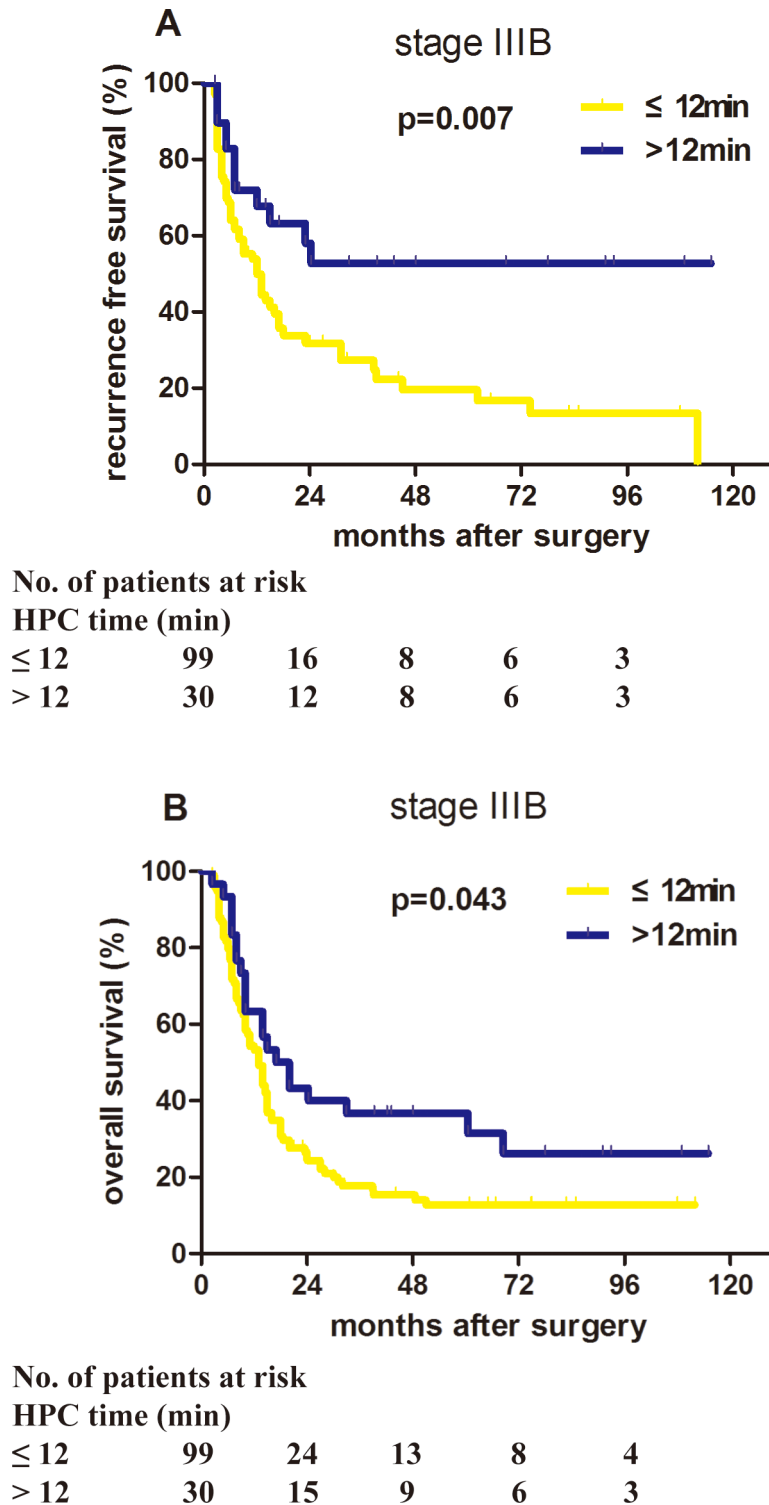 A
stage IIIB
p=0.007
≤ 12min
>12min
recurrence free survival (%)
100
80
60
40
20
0
0 24 48 72 96 120
months after surgery
No. of patients at risk
HPC time (min)
≤ 12 99 16 8 6 3
> 12 30 12 8 6 3
B
stage IIIB
p=0.043
≤ 12min
>12min
overall survival (%)
100
80
60
40
20
0
0 24 48 72 96 120
months after surgery
No. of patients at risk
HPC time (min)
≤ 12 99 24 13 8 4
> 12 30 15 9 6 3